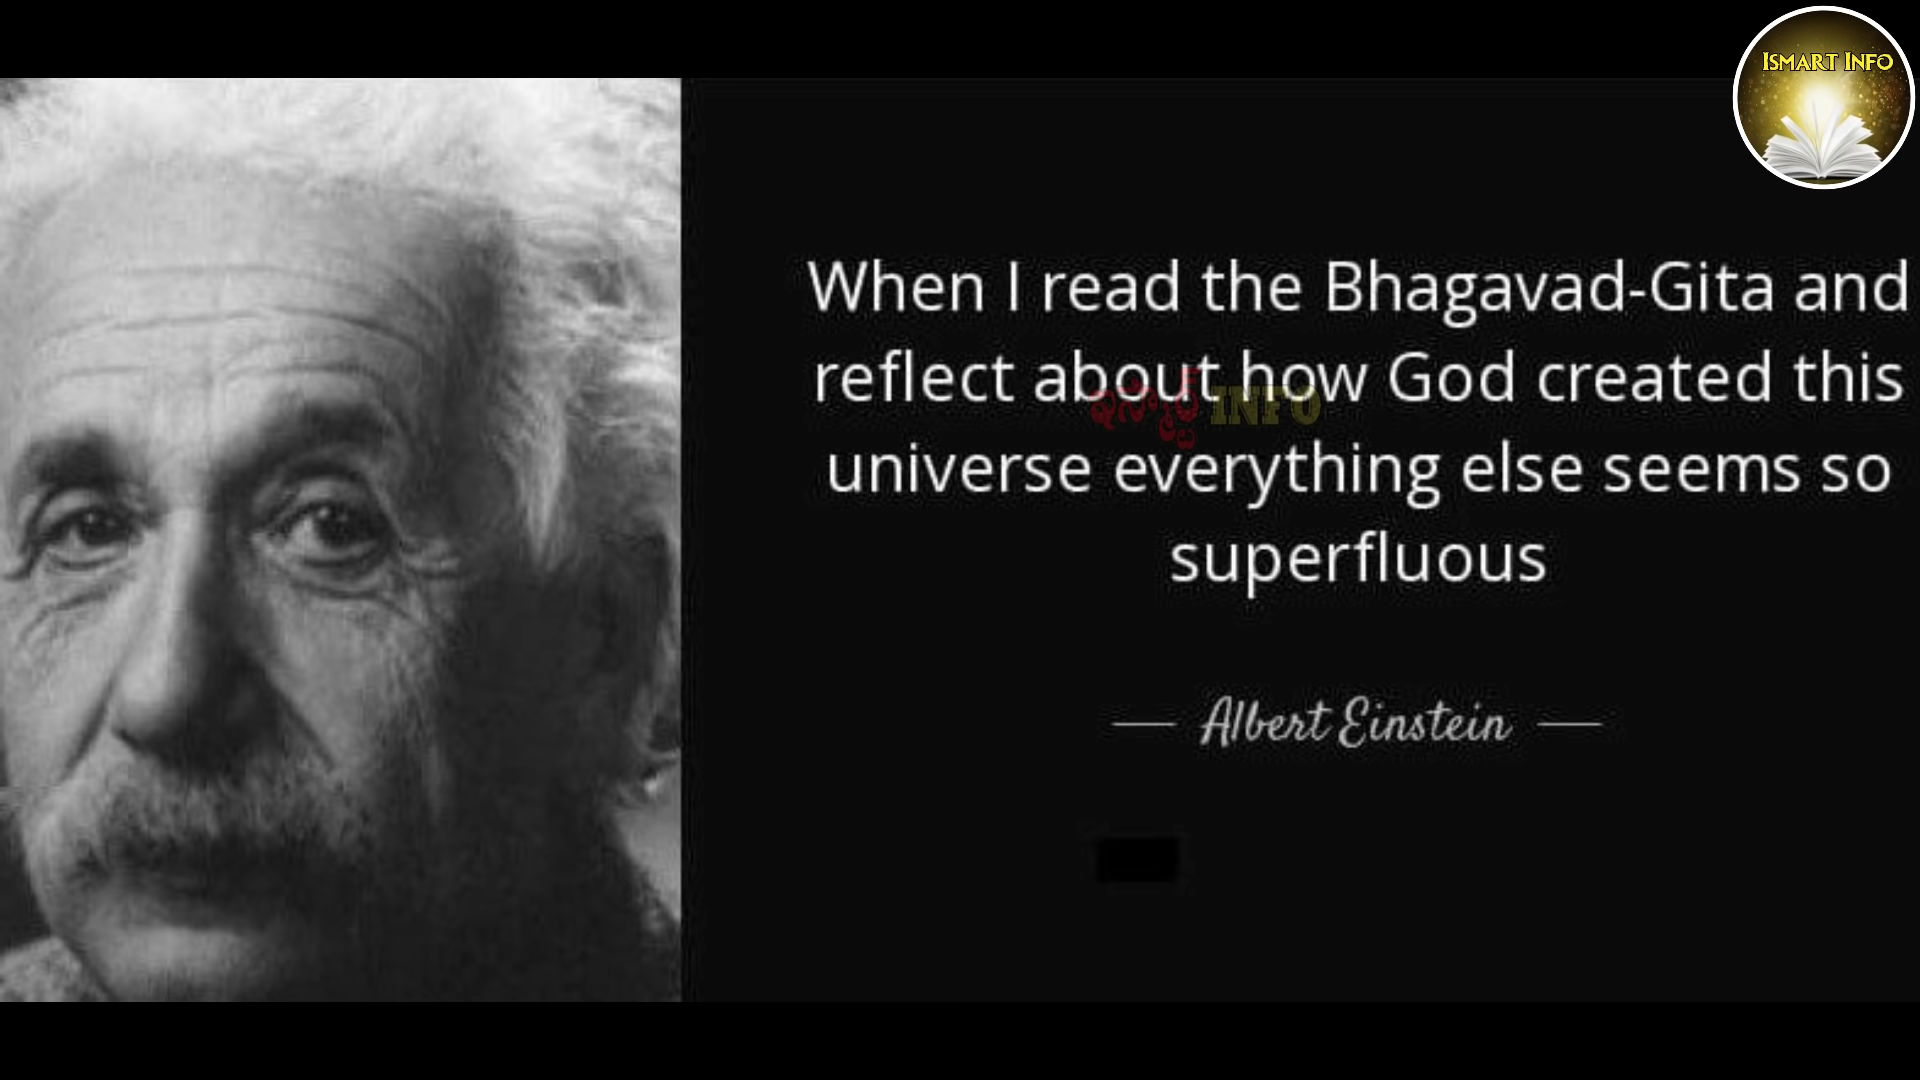 ISMART INFO
When I read the Bhagavad-Gita and
reflect about how God created this
INFO
universe everything else seems so
superfluous
— Albert Einstein —